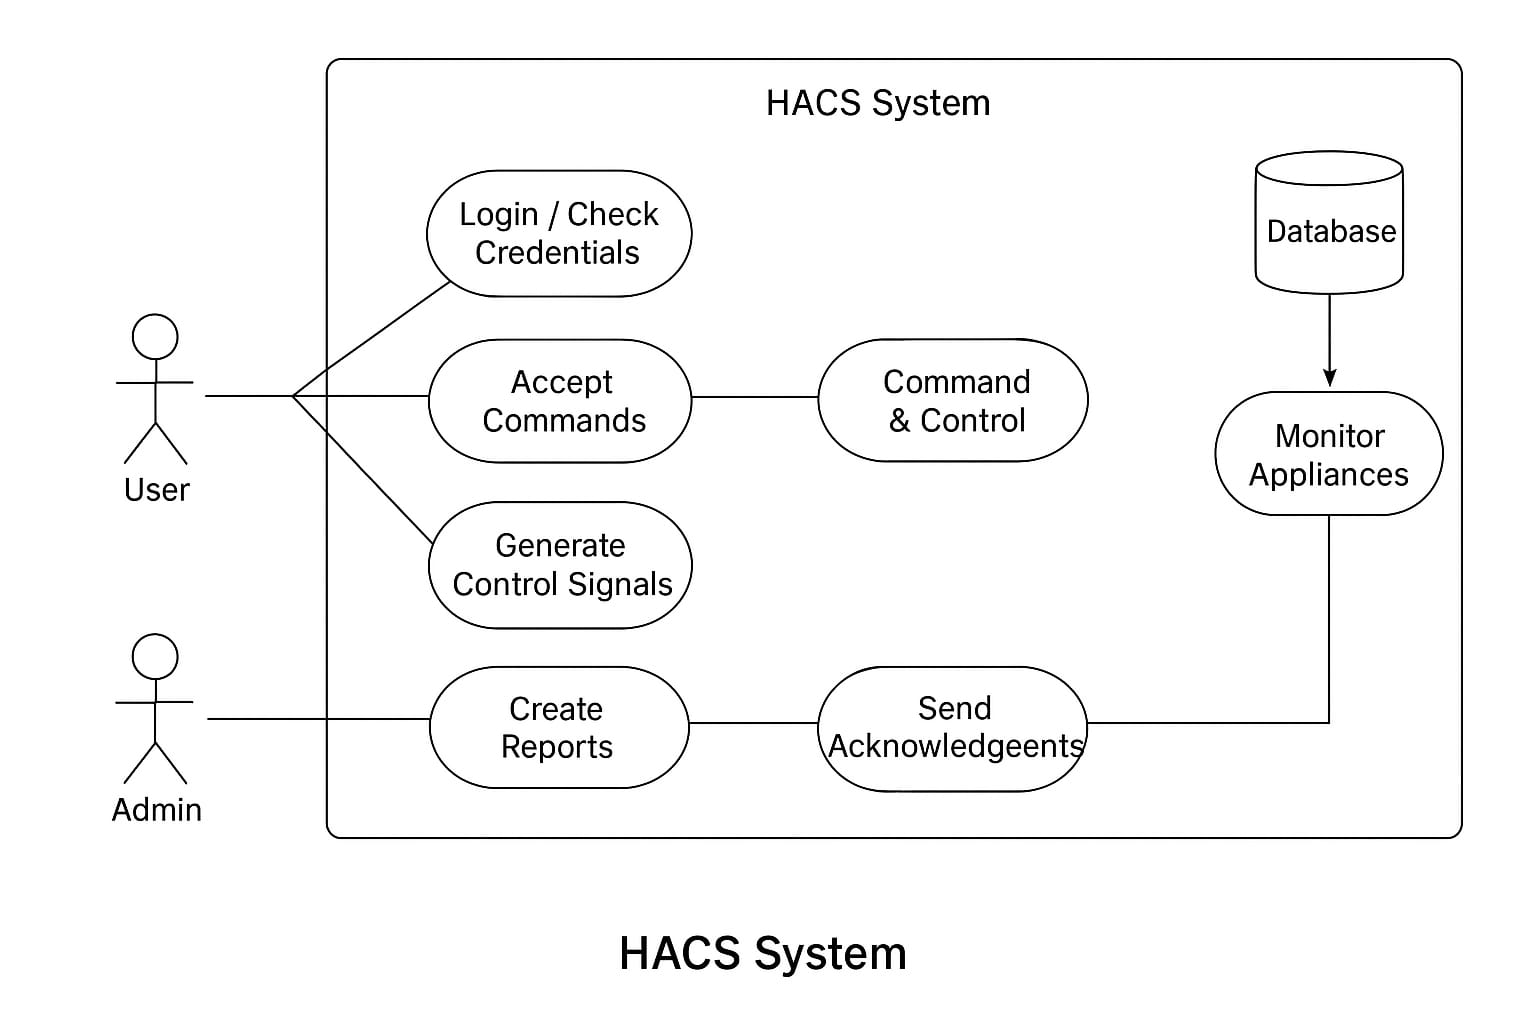 HACS System
Login / Check
Credentials
Database
Accept
Commands
Command
& Control
Monitor
Appliances
User
Generate
Control Signals
Create
Reports
Send
Acknowledgeents
Admin
HACS System